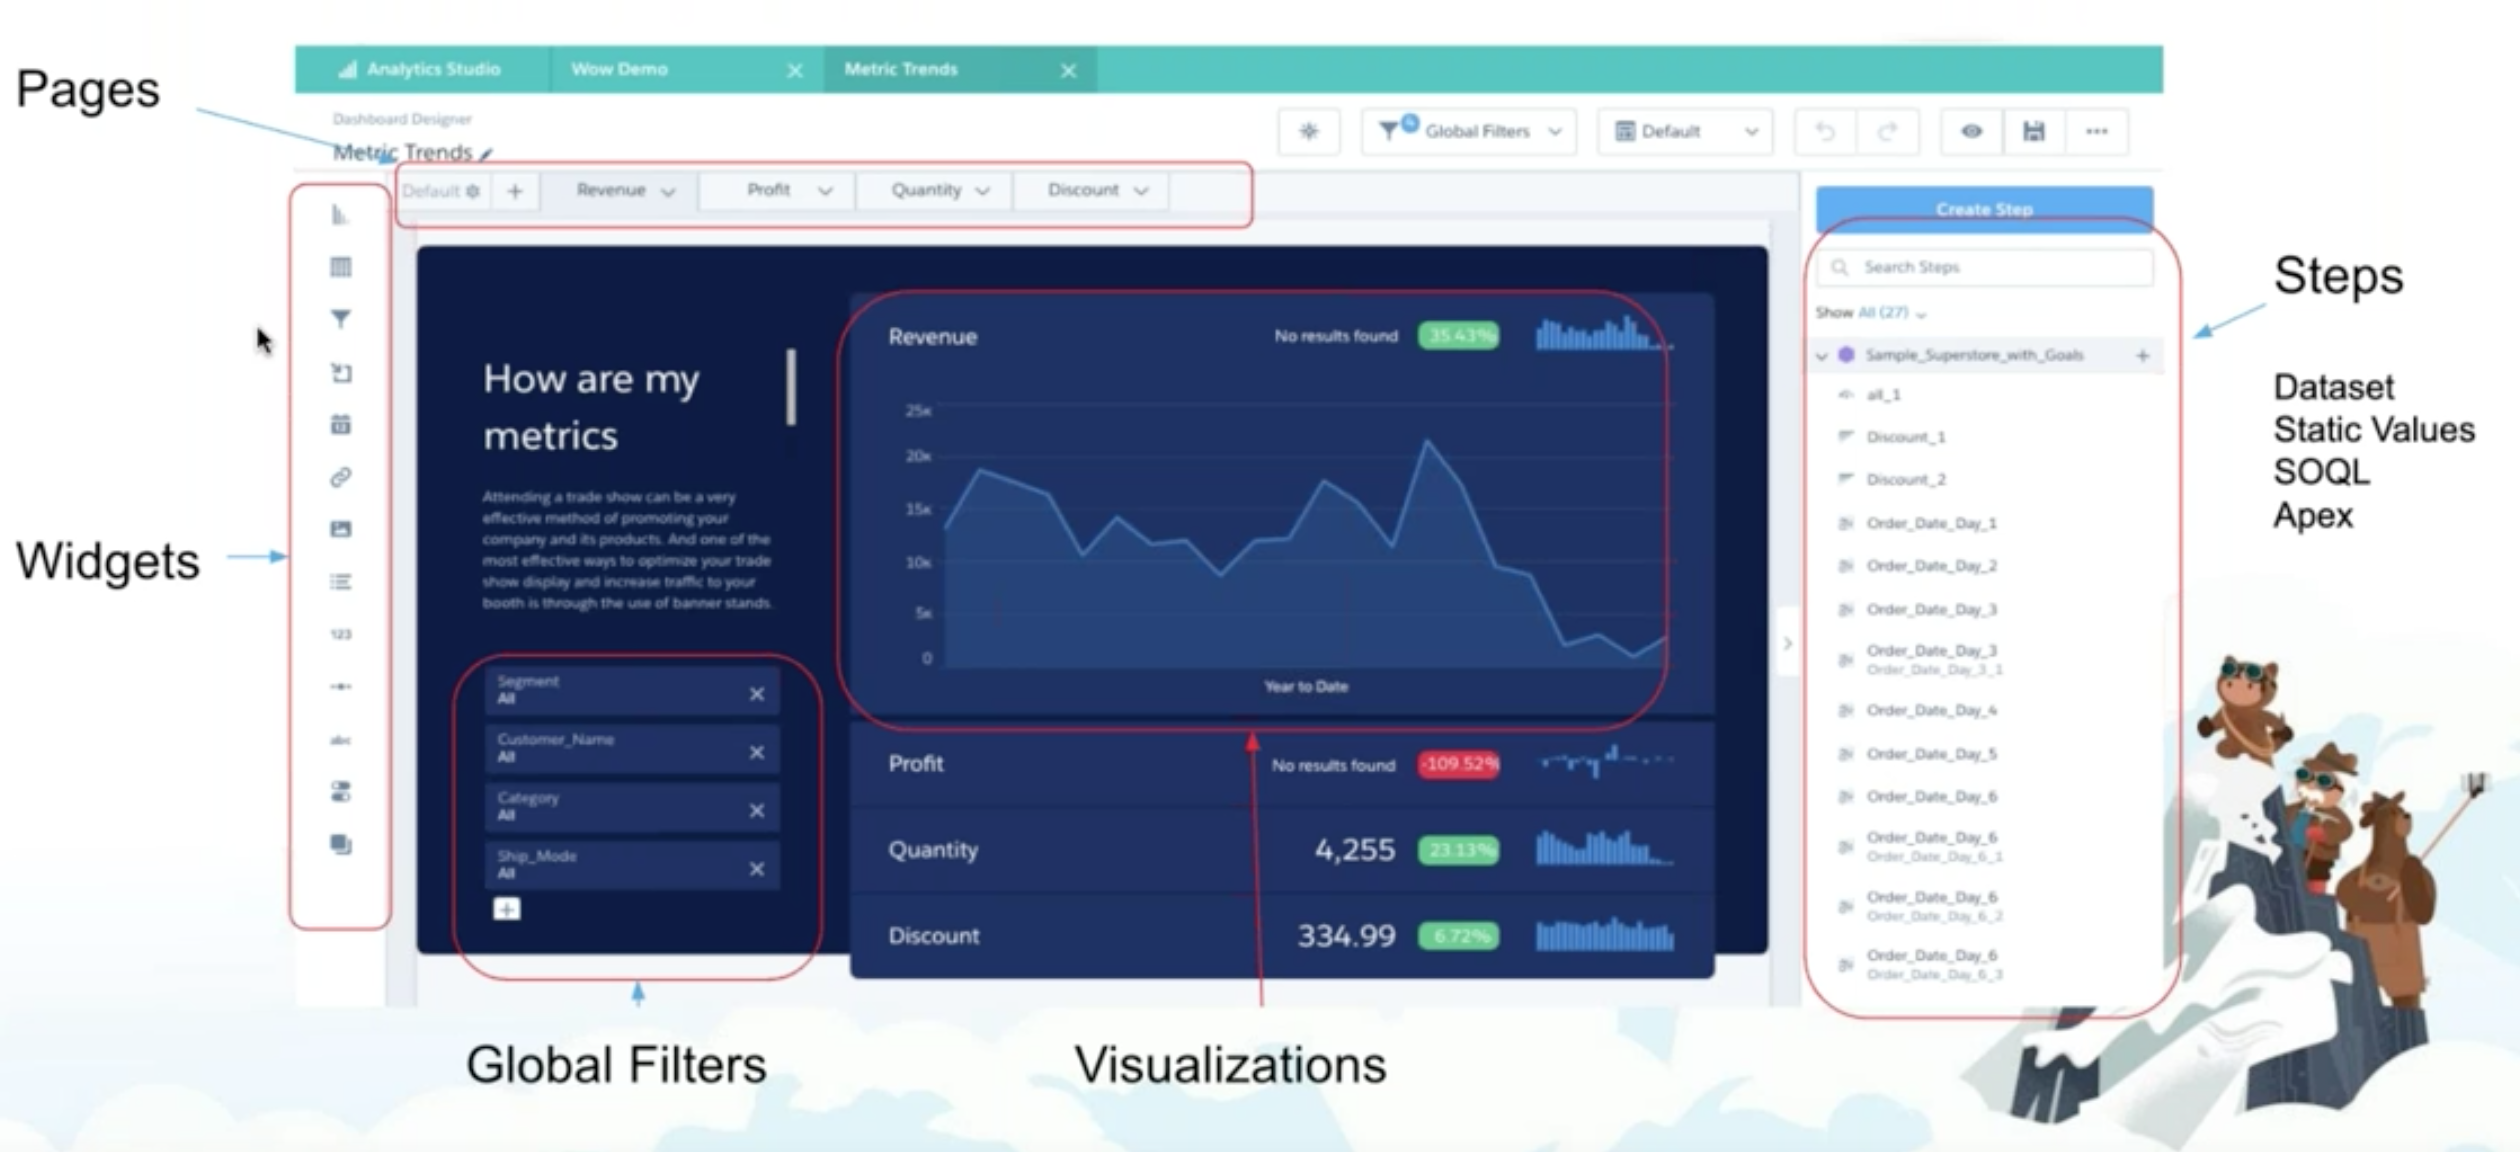 Pages
Widgets
Analytics Studio
Wow Demo
Metric Trends
Dashboard Designer
Metric Trends
Global Filters
Default
Default
Revenue
Profit
Quantity
Discount
123
abc
How are my
metrics
Attending a trade show can be a very
effective method of promoting your
company and its products. And one of the
most effective ways to optimize your trade
show display and increase traffic to your
booth is through the use of banner stands.
Segment
All
Customer_Name
All
Category
All
Ship_Mode
All
Revenue
No results found
35.43%
25K
20K
15K
10K
5K
0
Year to Date
Profit
No results found
-109.52%
Quantity
4,255
23.13%
Discount
334.99
6.72%
Create Step
Search Steps
Show All (27)
Sample_Superstore_with_Goals
all_1
Discount_1
Discount_2
Order_Date_Day_1
Order_Date_Day_2
Order_Date_Day_3
Order_Date_Day_3
Order_Date_Day_3_1
Order_Date_Day_4
Order_Date_Day_5
Order_Date_Day_6
Order_Date_Day_6
Order_Date_Day_6_1
Order_Date_Day_6
Order_Date_Day_6_2
Order_Date_Day_6
Order_Date_Day_6_3
Steps
Dataset
Static Values
SOQL
Apex
Global Filters
Visualizations